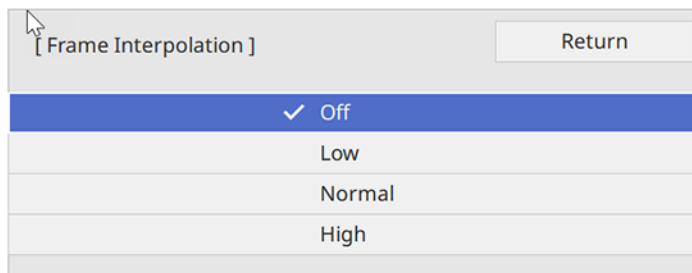 [ Frame Interpolation ]
Return
Off
Low
Normal
High